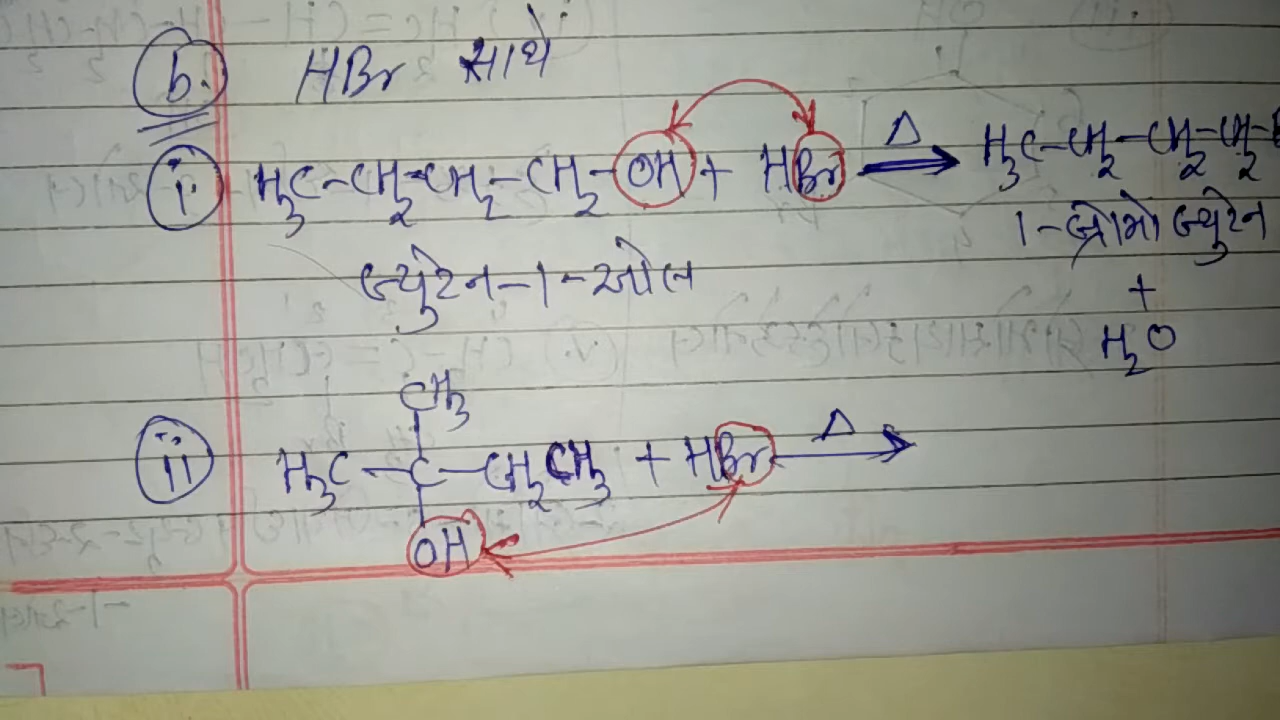 b. HBr સાથે
i H₃C-CH₂-CH₂-CH₂-OH + HBr Δ→ H₃C-CH₂-CH₂-CH₂-B
બ્યુટેન-1-ઓલ
1-બ્રોમો બ્યુટેન
+
H₂O
CH₃
ii H₃C-C-CH₂CH₃ + HBr Δ→
OH